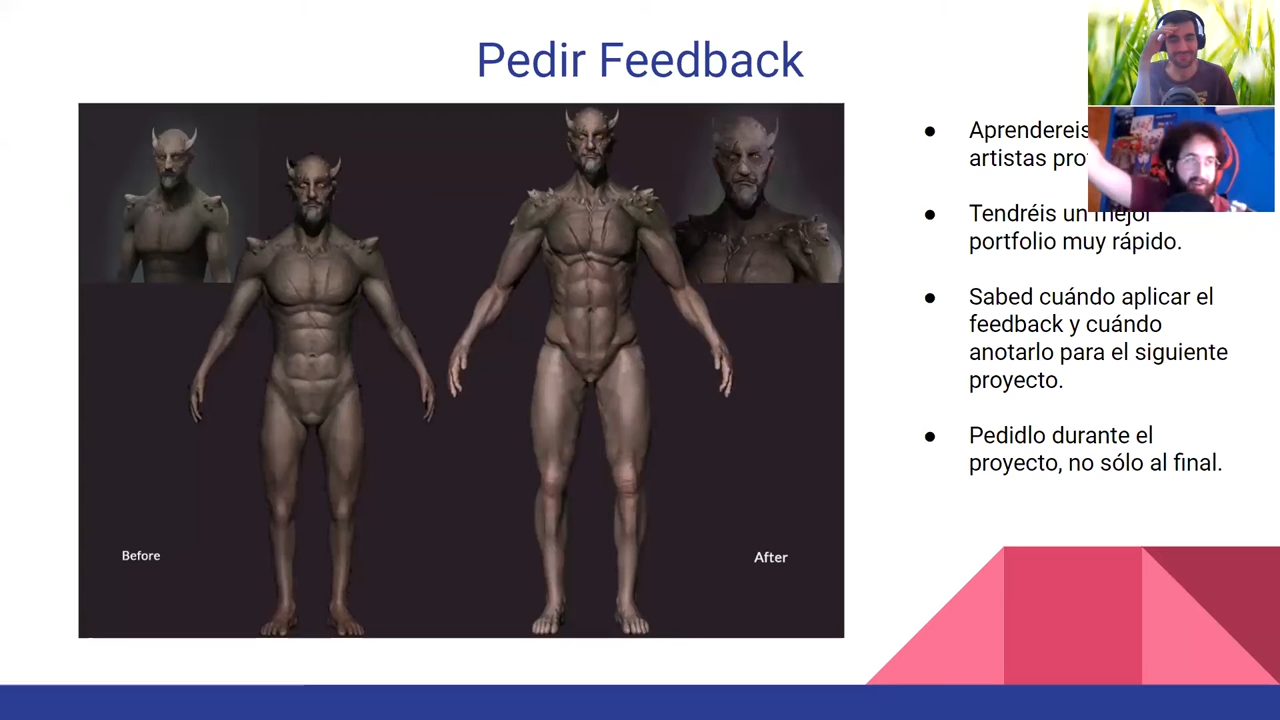 Pedir Feedback
● Aprendereis
artistas
● Tendréis un mejor
portfolio muy rápido.
● Sabed cuándo aplicar el
feedback y cuándo
anotarlo para el siguiente
proyecto.
● Pedidlo durante el
proyecto, no sólo al final.
Before
After